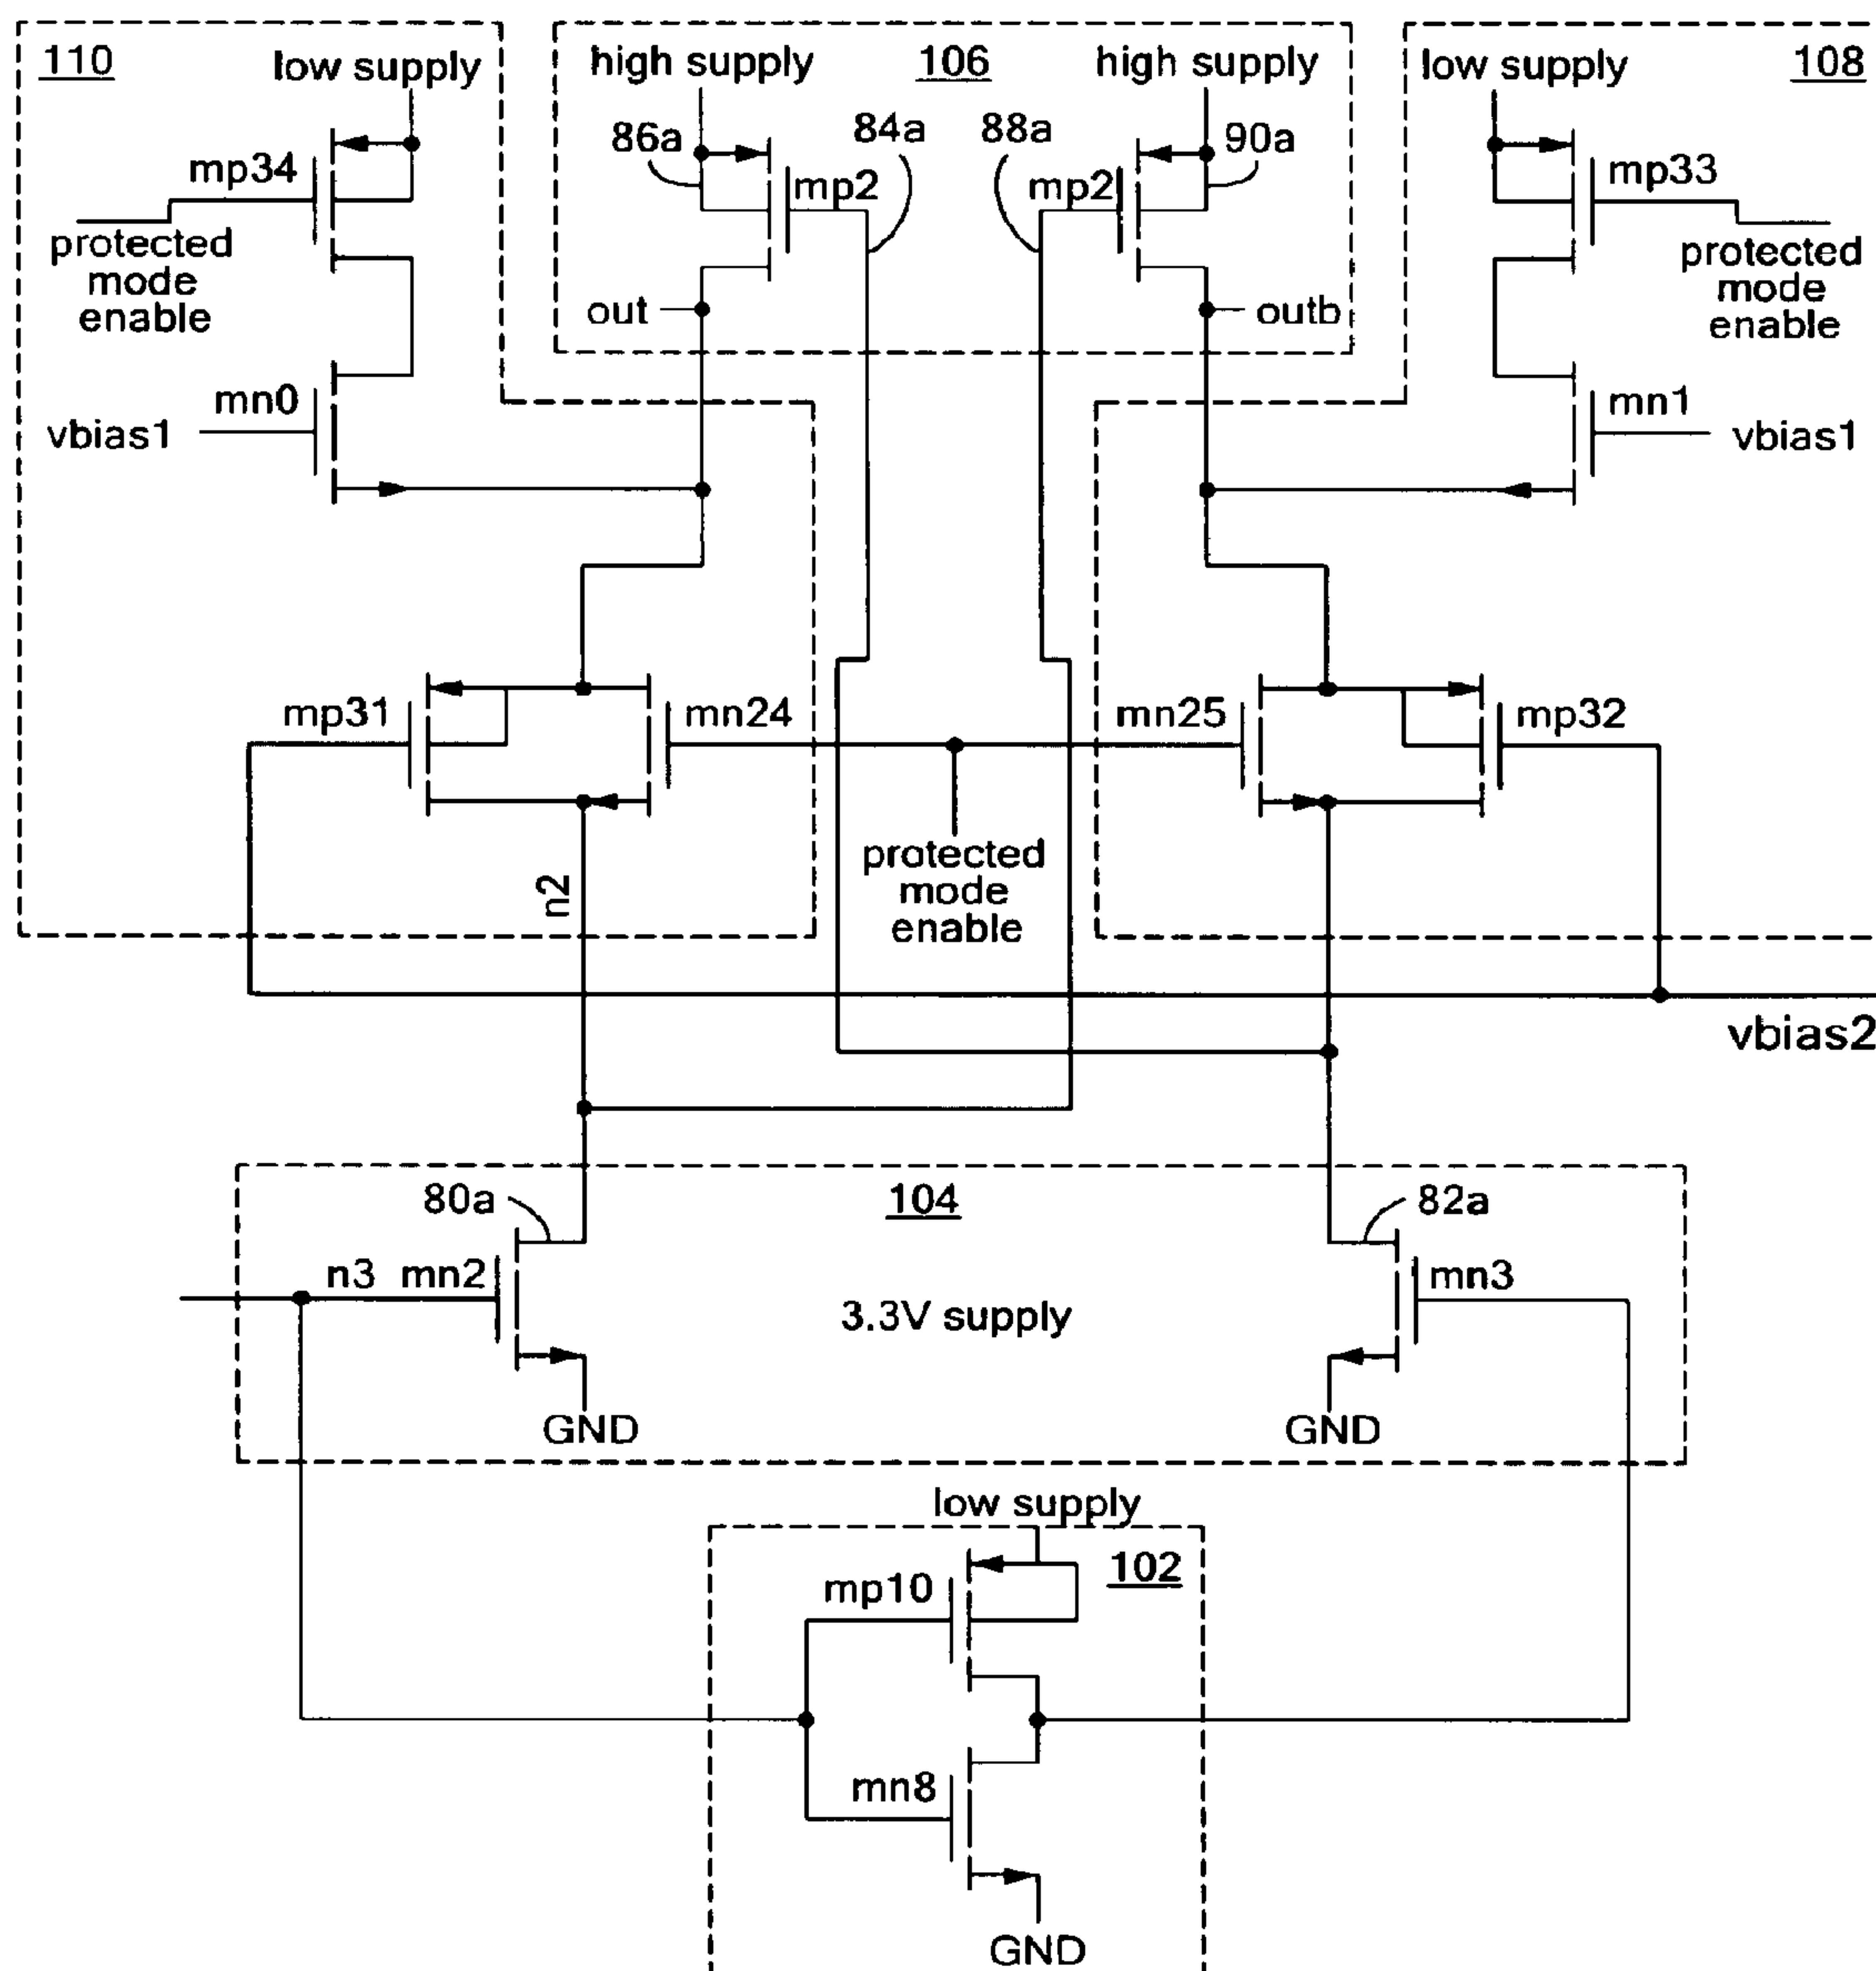 110
low supply
high supply
106
high supply
low supply
108
86a
84a
88a
90a
mp34
mp2
mp2
mp33
protected
mode
enable
protected
mode
enable
out
outb
mn0
vbias1
mn1
vbias1
mp31
mn24
mn25
mp32
protected
mode
enable
n2
vbias2
80a
104
82a
n3 mn2
mn3
3.3V supply
GND
GND
low supply
102
mp10
mn8
GND